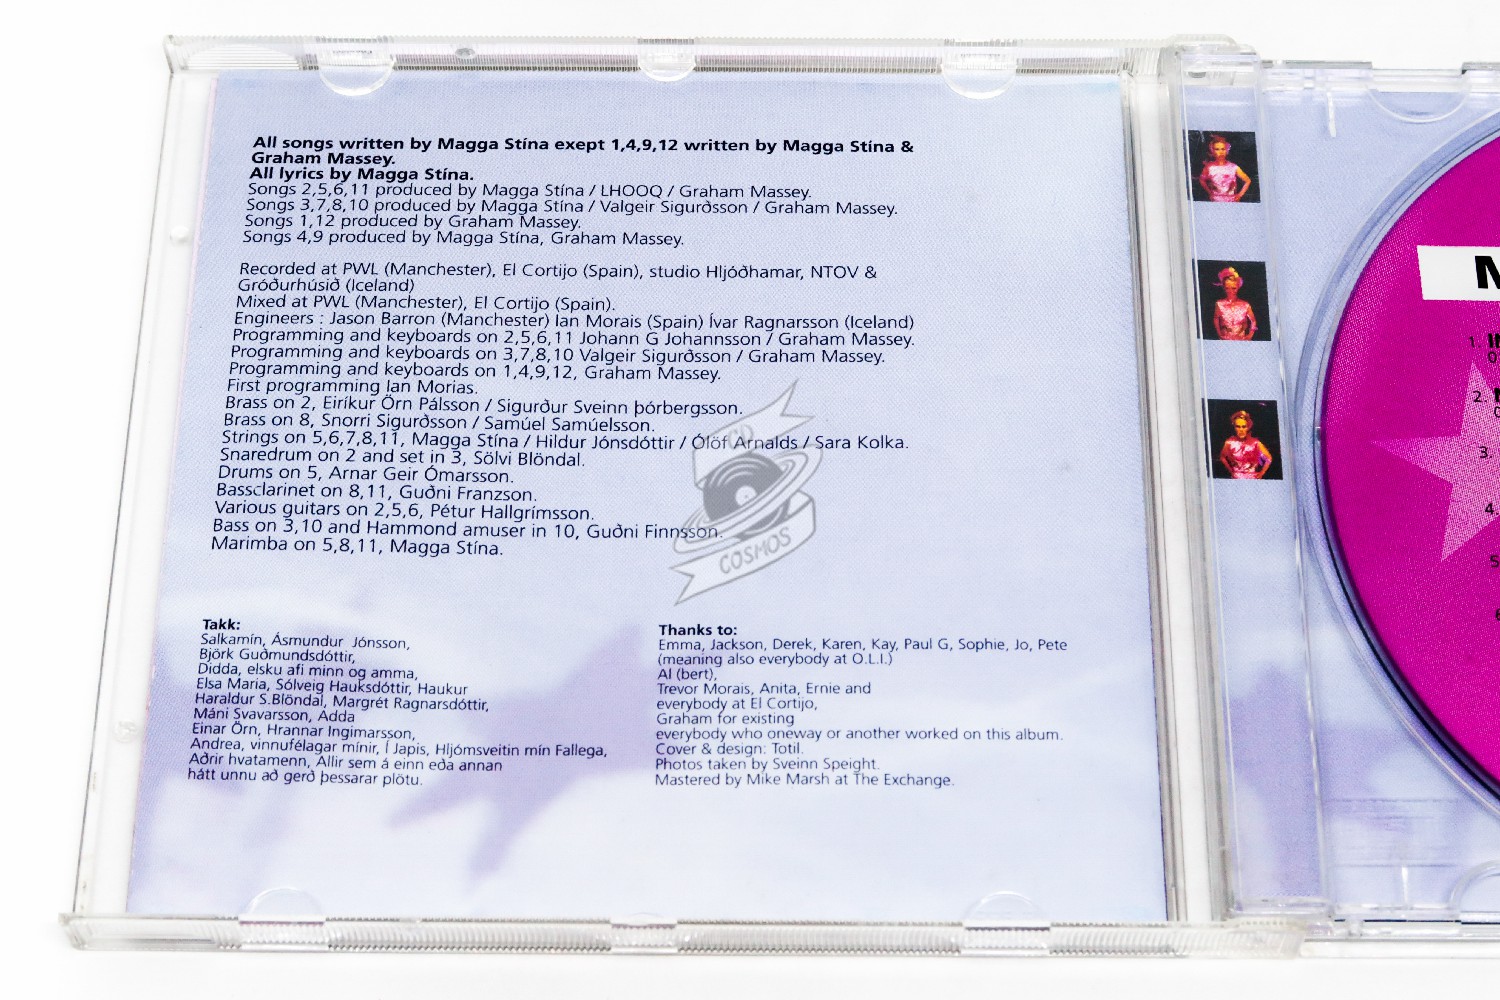 All songs written by Magga Stína exept 1,4,9,12 written by Magga Stína &
Graham Massey.
All lyrics by Magga Stína.
Songs 2,5,6,11 produced by Magga Stína / LHOOQ / Graham Massey.
Songs 3,7,8,10 produced by Magga Stína / Valgeir Sigurðsson / Graham Massey.
Songs 1,12 produced by Graham Massey.
Songs 4,9 produced by Magga Stína, Graham Massey.
Recorded at PWL (Manchester), El Cortijo (Spain), studio Hljóðhamar, NTOV &
Gróðurhúsið (Iceland)
Mixed at PWL (Manchester), El Cortijo (Spain).
Engineers : Jason Barron (Manchester) Ian Morais (Spain) Ívar Ragnarsson (Iceland)
Programming and keyboards on 2,5,6,11 Johann G Johannsson / Graham Massey.
Programming and keyboards on 3,7,8,10 Valgeir Sigurðsson / Graham Massey.
Programming and keyboards on 1,4,9,12, Graham Massey.
First programming Ian Morias.
Brass on 2, Eiríkur Örn Pálsson / Sigurður Sveinn þórbergsson.
Brass on 8, Snorri Sigurðsson / Samúel Samúelsson.
Strings on 5,6,7,8,11, Magga Stína / Hildur Jónsdóttir / Ólöf Arnalds / Sara Kolka.
Snaredrum on 2 and set in 3, Sölvi Blöndal.
Drums on 5, Arnar Geir Ómarsson.
Bassclarinet on 8,11, Guðni Franzson.
Various guitars on 2,5,6, Pétur Hallgrímsson.
Bass on 3,10 and Hammond amuser in 10, Guðni Finnsson.
Marimba on 5,8,11, Magga Stína.
CD
COSMOS
Takk:
Salkamín, Ásmundur Jónsson,
Björk Guðmundsdóttir,
Didda, elsku afi minn og amma,
Elsa Maria, Sólveig Hauksdóttir, Haukur
Haraldur S.Blöndal, Margrét Ragnarsdóttir,
Máni Svavarsson, Adda
Einar Örn, Hrannar Ingimarsson,
Andrea, vinnufélagar mínir, Í Japis, Hljómsveitin mín Fallega,
Aðrir hvatamenn, Allir sem á einn eða annan
hátt unnu að gerð þessarar plötu.
Thanks to:
Emma, Jackson, Derek, Karen, Kay, Paul G, Sophie, Jo, Pete
(meaning also everybody at O.L.I.)
Al (bert),
Trevor Morais, Anita, Ernie and
everybody at El Cortijo,
Graham for existing
everybody who oneway or another worked on this album.
Cover & design: Totil.
Photos taken by Sveinn Speight.
Mastered by Mike Marsh at The Exchange.
M
1.
2.
3.
4.
5